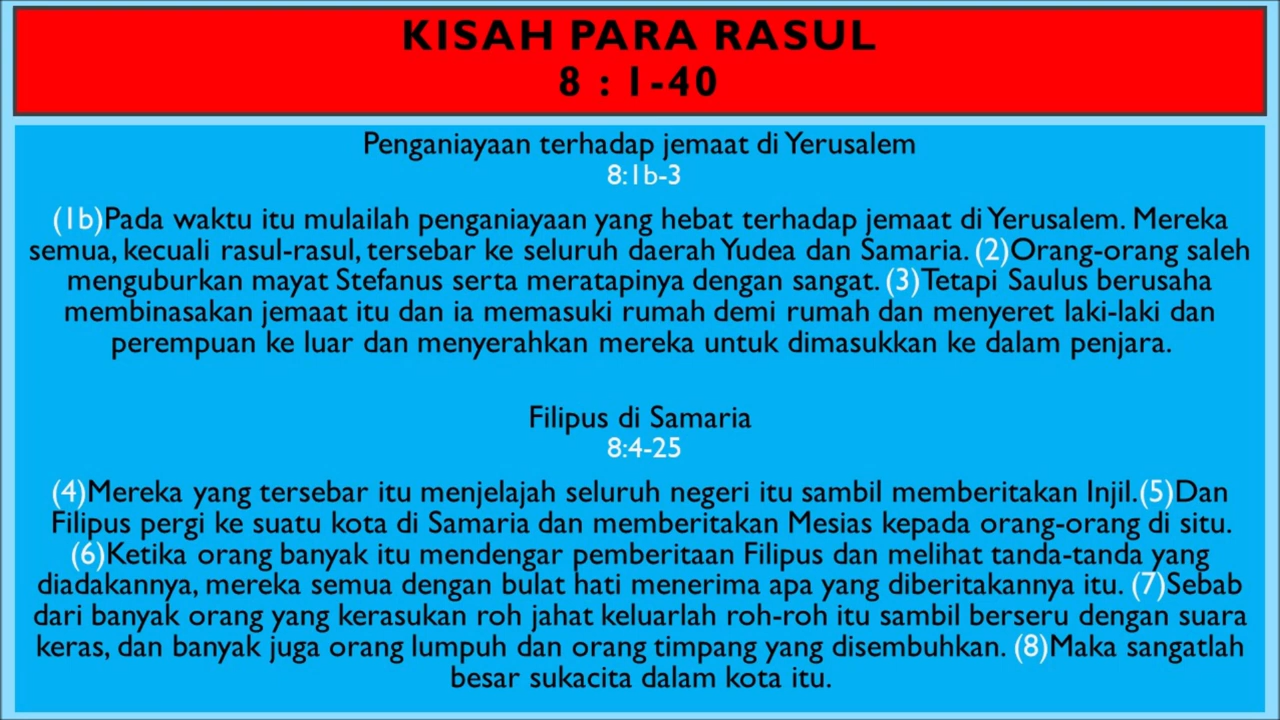 KISAH PARA RASUL
8 : 1-40
Penganiayaan terhadap jemaat di Yerusalem
8:1b-3
(1b)Pada waktu itu mulailah penganiayaan yang hebat terhadap jemaat di Yerusalem. Mereka
semua, kecuali rasul-rasul, tersebar ke seluruh daerah Yudea dan Samaria. (2)Orang-orang saleh
menguburkan mayat Stefanus serta meratapinya dengan sangat. (3)Tetapi Saulus berusaha
membinasakan jemaat itu dan ia memasuki rumah demi rumah dan menyeret laki-laki dan
perempuan ke luar dan menyerahkan mereka untuk dimasukkan ke dalam penjara.
Filipus di Samaria
8:4-25
(4)Mereka yang tersebar itu menjelajah seluruh negeri itu sambil memberitakan Injil.(5)Dan
Filipus pergi ke suatu kota di Samaria dan memberitakan Mesias kepada orang-orang di situ.
(6)Ketika orang banyak itu mendengar pemberitaan Filipus dan melihat tanda-tanda yang
diadakannya, mereka semua dengan bulat hati menerima apa yang diberitakannya itu. (7)Sebab
dari banyak orang yang kerasukan roh jahat keluarlah roh-roh itu sambil berseru dengan suara
keras, dan banyak juga orang lumpuh dan orang timpang yang disembuhkan. (8)Maka sangatlah
besar sukacita dalam kota itu.